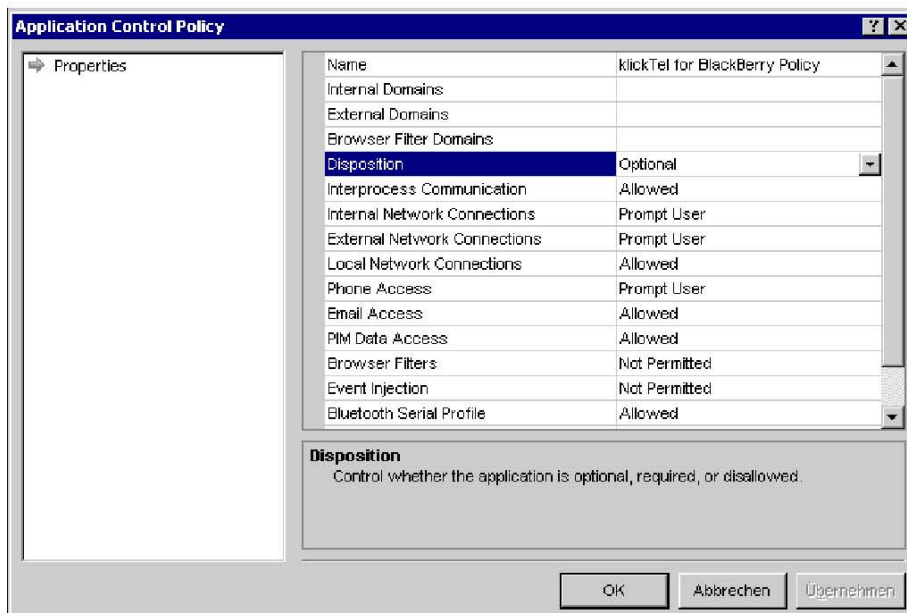 Application Control Policy
Properties
Name klickTel for BlackBerry Policy
Internal Domains
External Domains
Browser Filter Domains
Disposition Optional
Interprocess Communication Allowed
Internal Network Connections Prompt User
External Network Connections Prompt User
Local Network Connections Allowed
Phone Access Prompt User
Email Access Allowed
PIM Data Access Allowed
Browser Filters Not Permitted
Event Injection Not Permitted
Bluetooth Serial Profile Allowed
Disposition
Control whether the application is optional, required, or disallowed.
OK Abbrechen Übernehmen